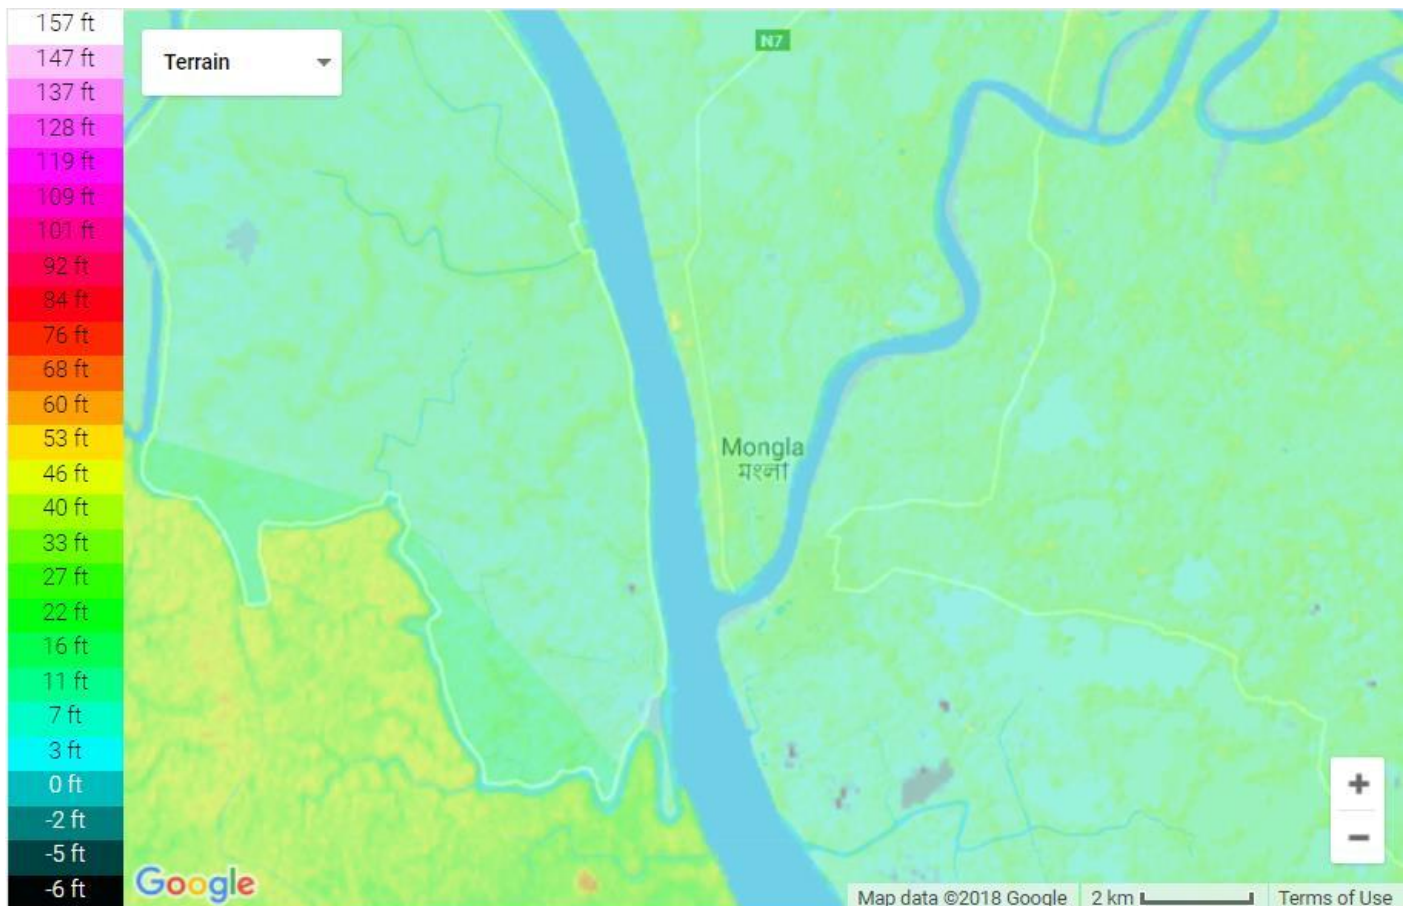 157 ft
147 ft
137 ft
128 ft
119 ft
109 ft
101 ft
92 ft
84 ft
76 ft
68 ft
60 ft
53 ft
46 ft
40 ft
33 ft
27 ft
22 ft
16 ft
11 ft
7 ft
3 ft
0 ft
-2 ft
-5 ft
-6 ft
Terrain
N7
Mongla
মংলা
Google
Map data ©2018 Google 2 km Terms of Use